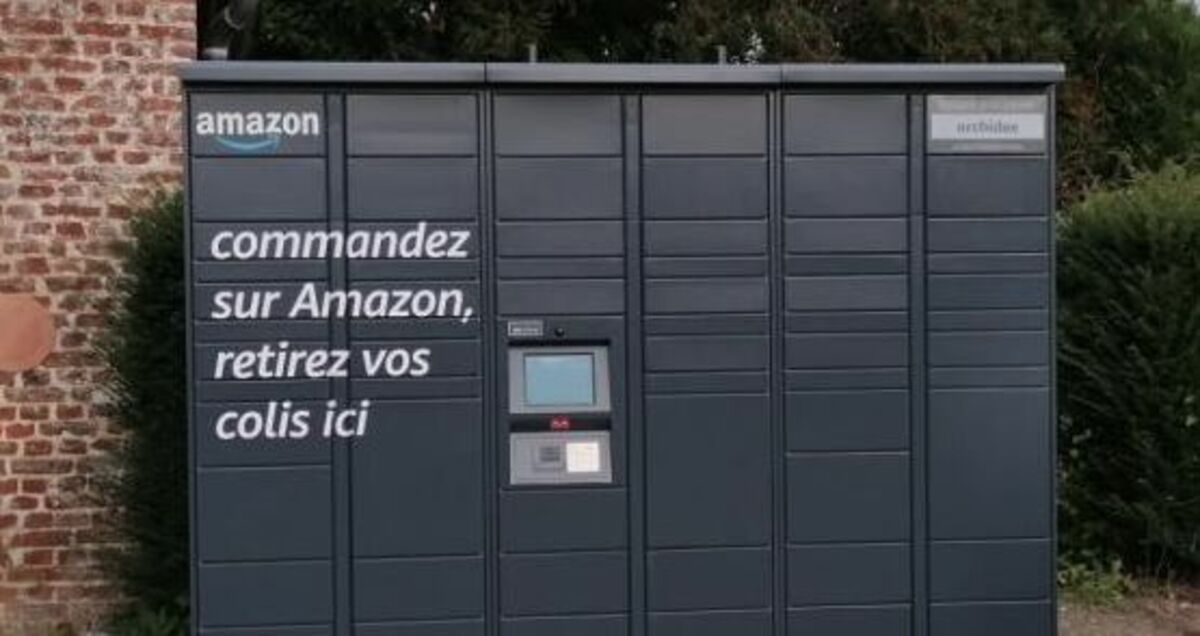 amazon
orchidee
commandez
sur Amazon,
retirez vos
colis ici